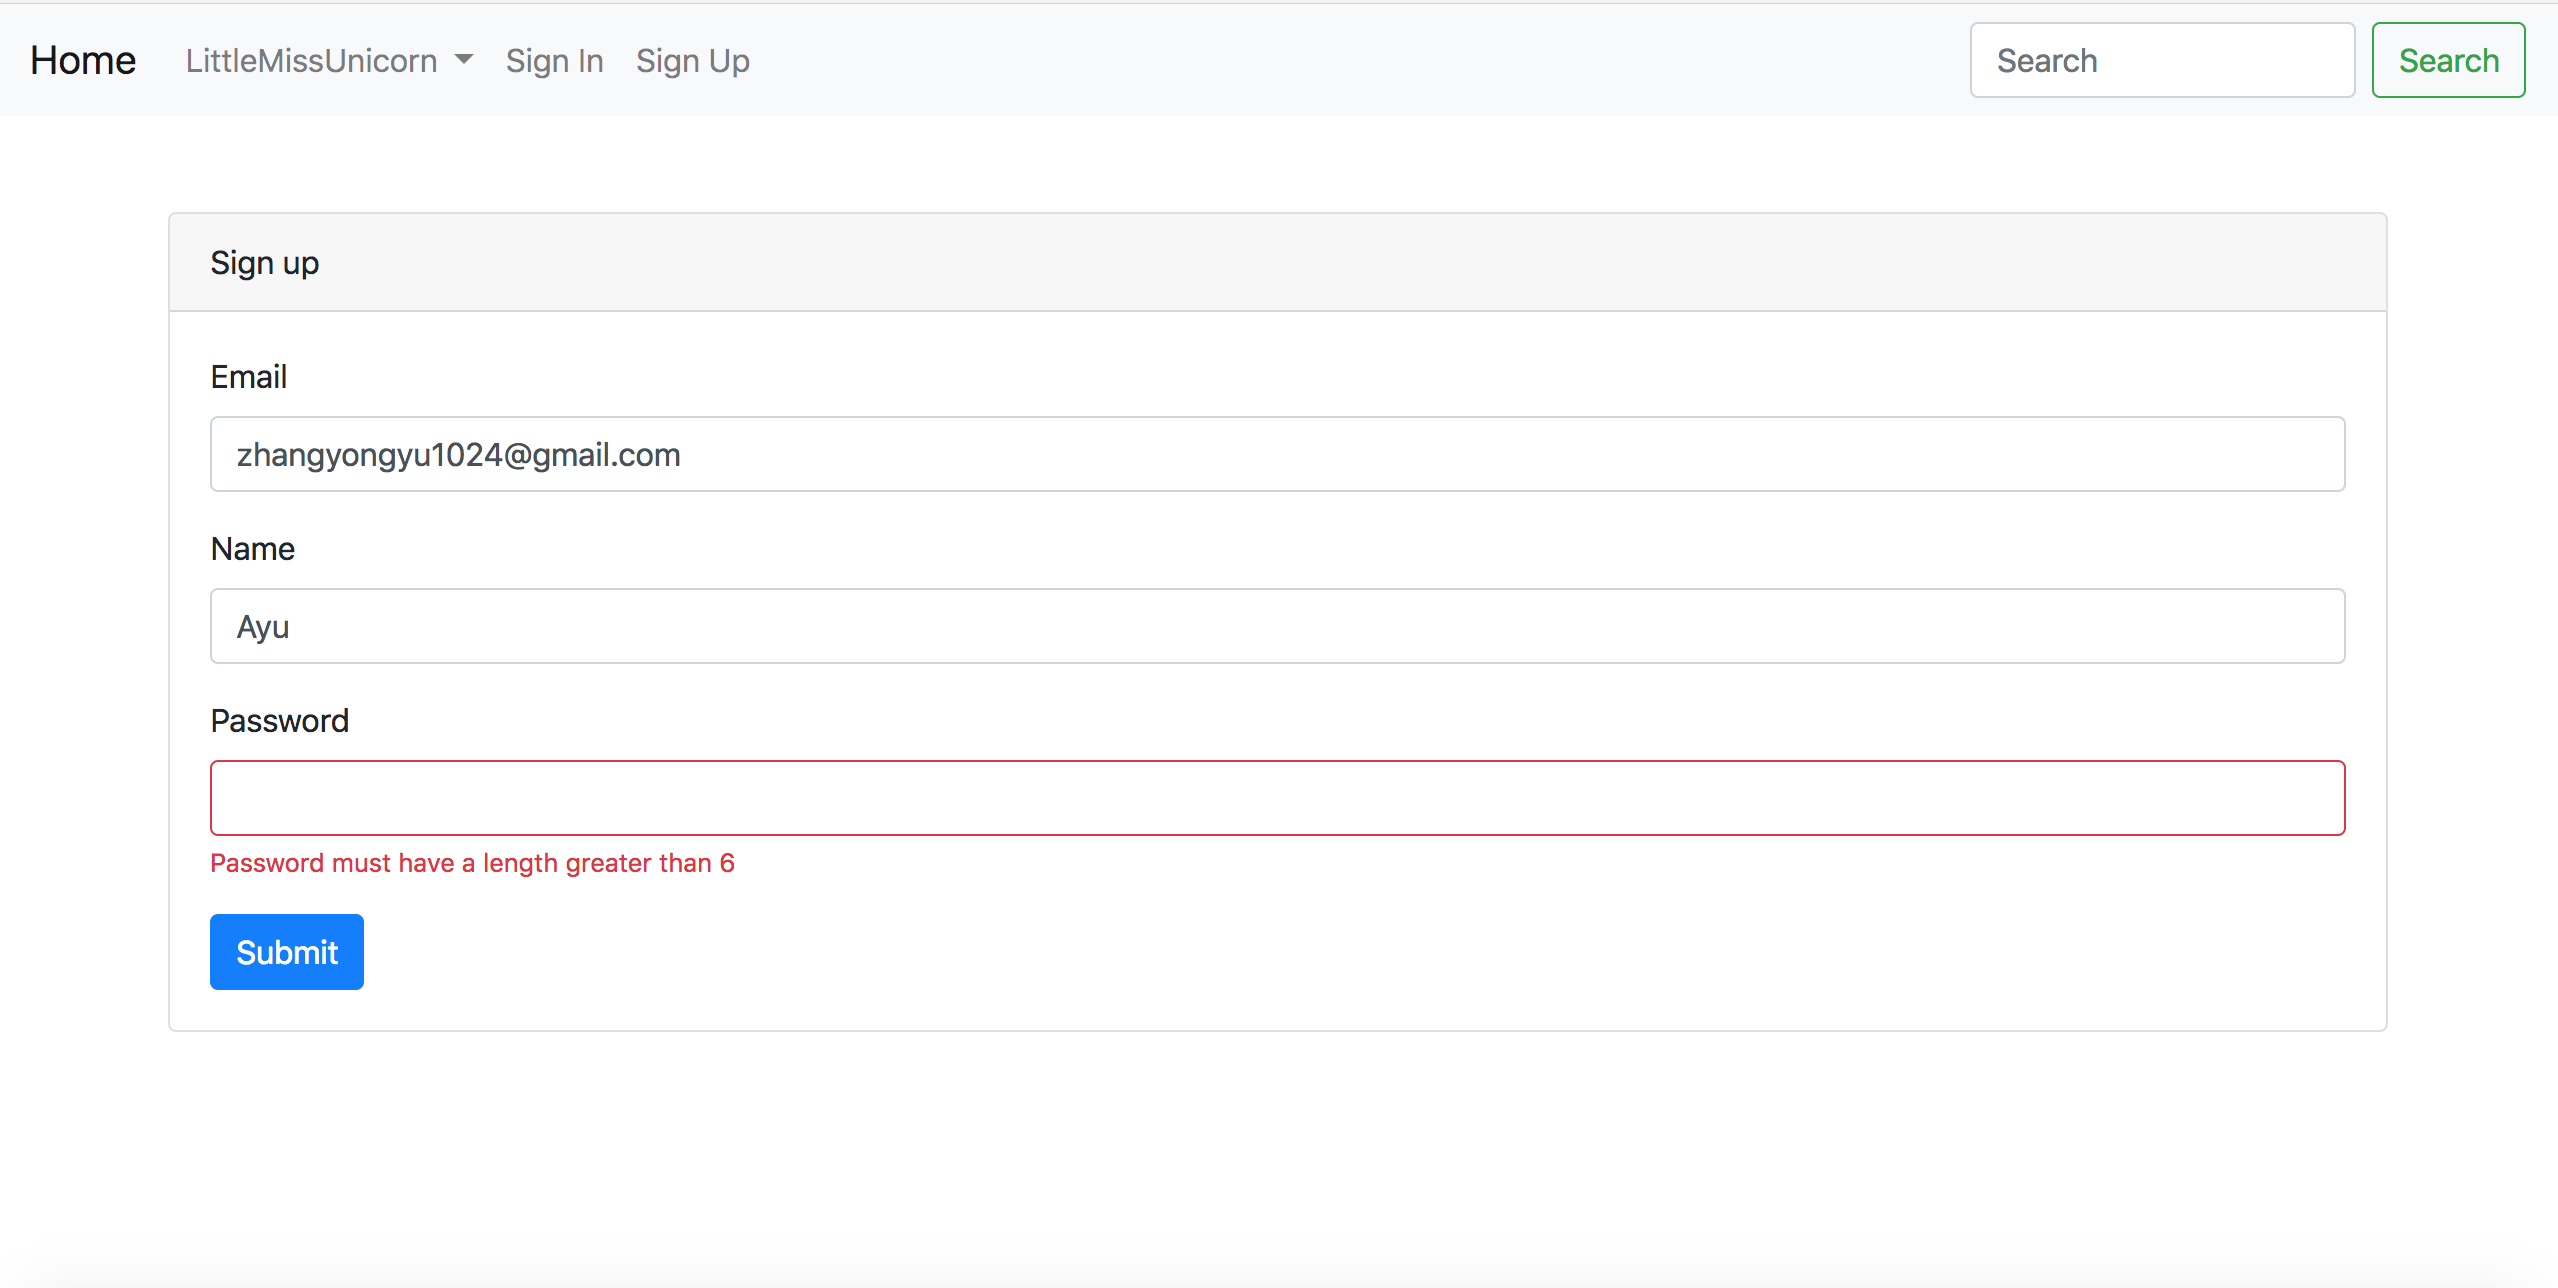 Home LittleMissUnicorn Sign In Sign Up Search Search
Sign up
Email
zhangyongyu1024@gmail.com
Name
Ayu
Password
Password must have a length greater than 6
Submit